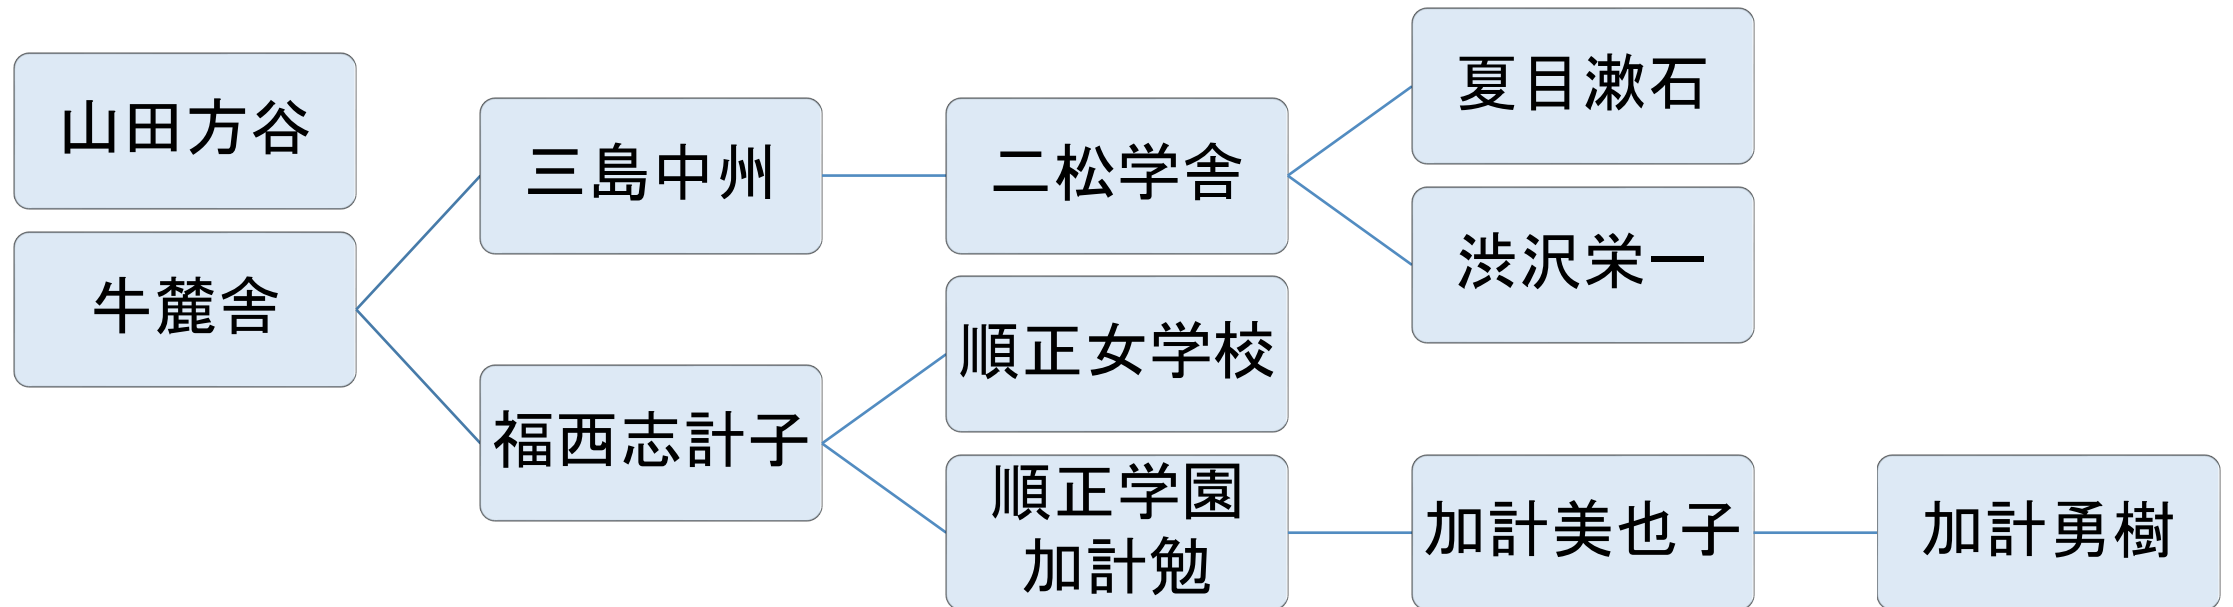 山田方谷
牛麓舎
三島中州
福西志計子
二松学舎
順正女学校
順正学園
加計勉
夏目漱石
渋沢栄一
加計美也子
加計勇樹